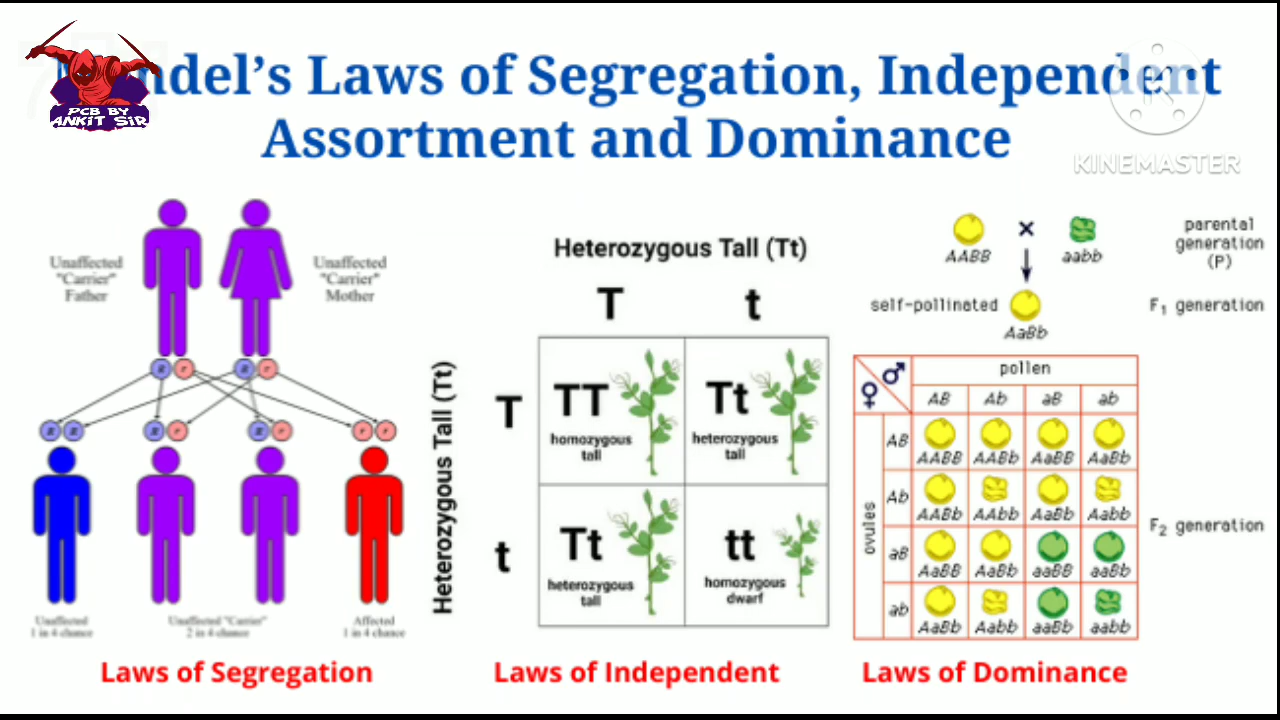 PCB BY
ANKIT SIR
ndel's Laws of Segregation, Independent
Assortment and Dominance
KINEMASTER
Unaffected
"Carrier"
Father
Unaffected
"Carrier"
Mother
R r R r
R R R r R r r r
Unaffected
1 in 4 chance
Unaffected "Carrier"
2 in 4 chance
Affected
1 in 4 chance
Laws of Segregation
Heterozygous Tall (Tt)
T t
Heterozygous Tall (Tt)
T
TT
homozygous
tall
Tt
heterozygous
tall
t
Tt
heterozygous
tall
tt
homozygous
dwarf
Laws of Independent
AABB × aabb
parental
generation
(P)
self-pollinated
AaBb
F₁ generation
♀ ♂
pollen
AB Ab aB ab
ovules
AB AABB AABb AaBB AaBb
Ab AABb AAbb AaBb Aabb
aB AaBB AaBb aaBB aaBb
ab AaBb Aabb aaBb aabb
F₂ generation
Laws of Dominance